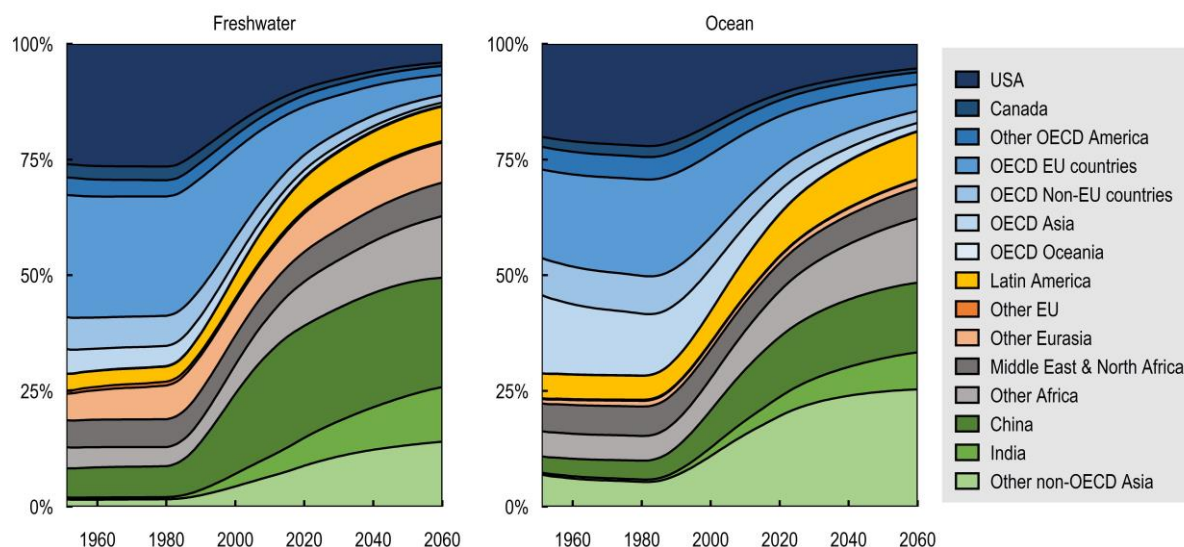 Freshwater
100%
75%
50%
25%
0%
1960 1980 2000 2020 2040 2060
Ocean
100%
75%
50%
25%
0%
1960 1980 2000 2020 2040 2060
USA
Canada
Other OECD America
OECD EU countries
OECD Non-EU countries
OECD Asia
OECD Oceania
Latin America
Other EU
Other Eurasia
Middle East & North Africa
Other Africa
China
India
Other non-OECD Asia